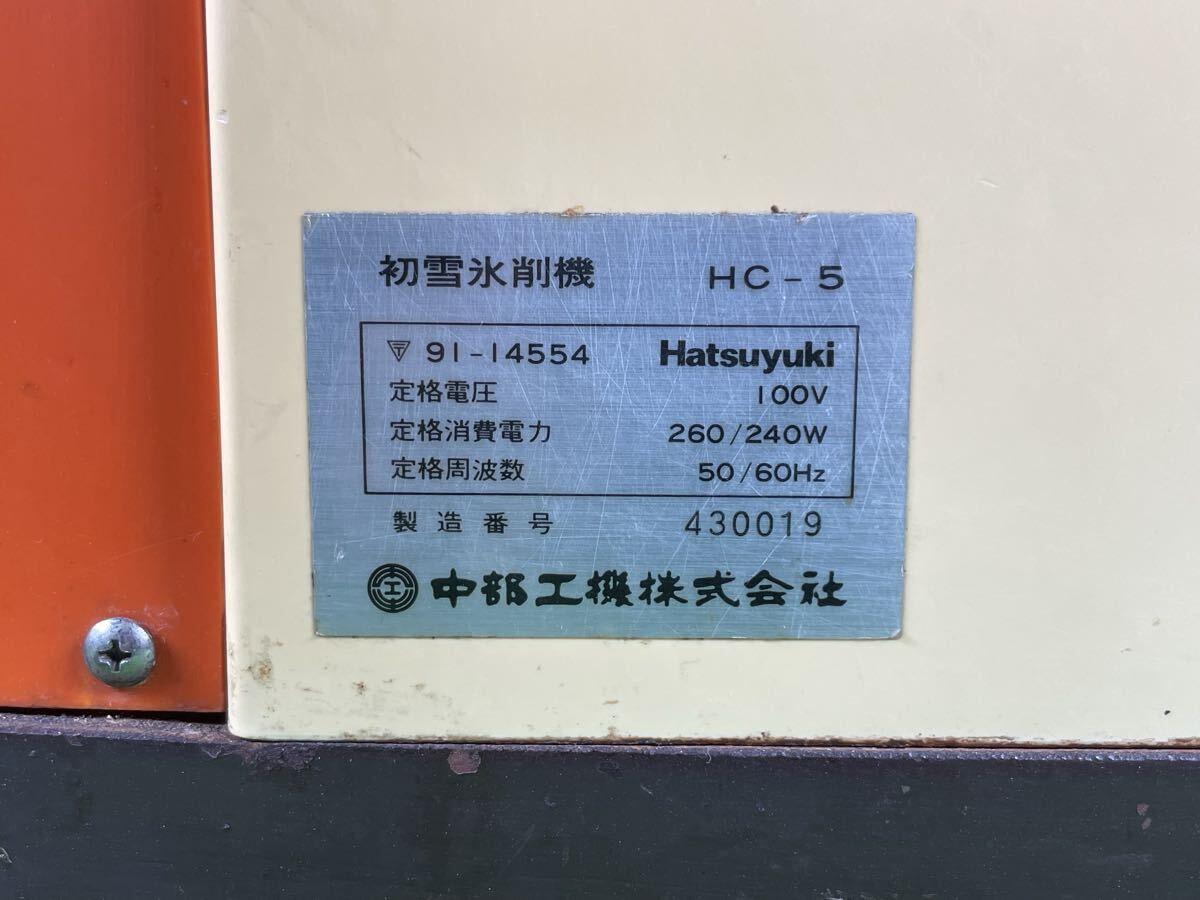 初雪氷削機 HC-5
〒 91-14554 Hatsuyuki
定格電圧 100V
定格消費電力 260/240W
定格周波数 50/60Hz
製造番号 430019
中部工機株式会社